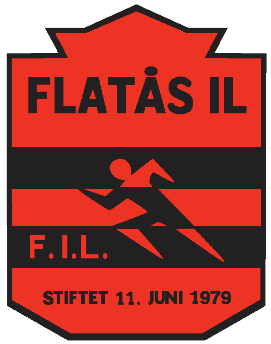 FLATÅS IL
F.I.L.
STIFTET 11. JUNI 1979